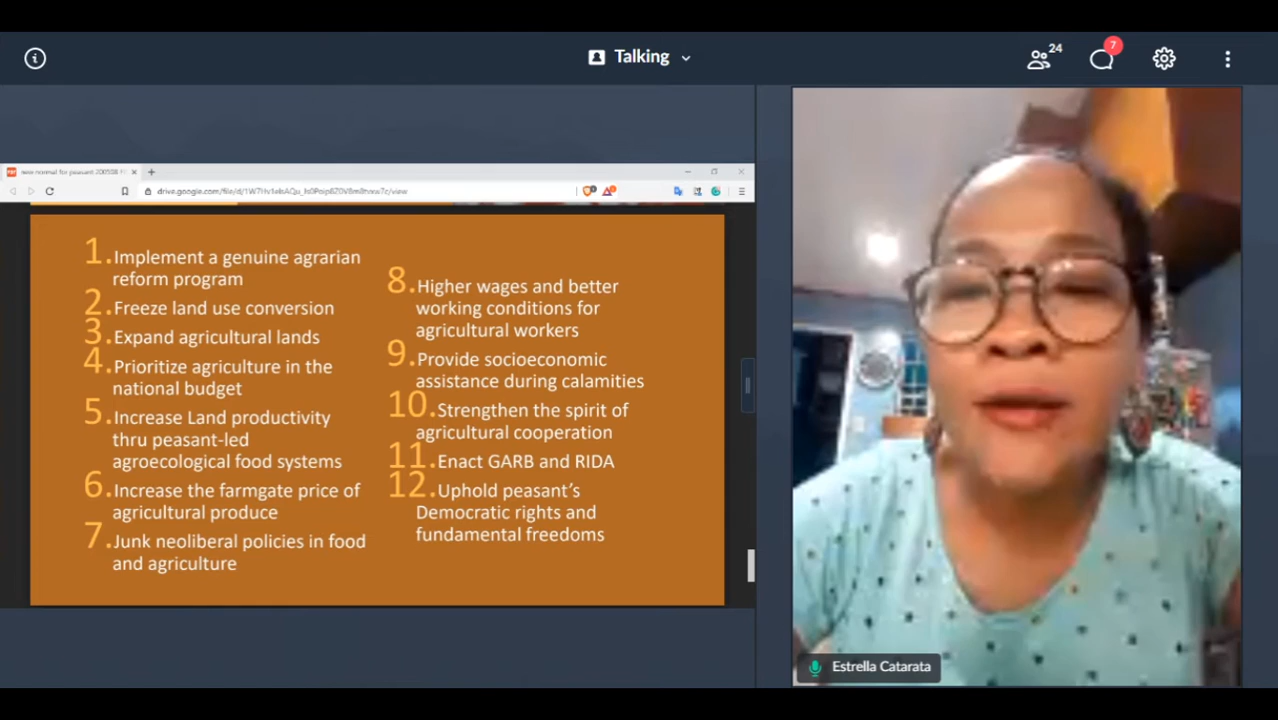 Talking
24
7
drive.google.com/file/d/
1. Implement a genuine agrarian
reform program
2. Freeze land use conversion
3. Expand agricultural lands
4. Prioritize agriculture in the
national budget
5. Increase Land productivity
thru peasant-led
agroecological food systems
6. Increase the farmgate price of
agricultural produce
7. Junk neoliberal policies in food
and agriculture
8. Higher wages and better
working conditions for
agricultural workers
9. Provide socioeconomic
assistance during calamities
10. Strengthen the spirit of
agricultural cooperation
11. Enact GARB and RIDA
12. Uphold peasant's
Democratic rights and
fundamental freedoms
Estrella Catarata